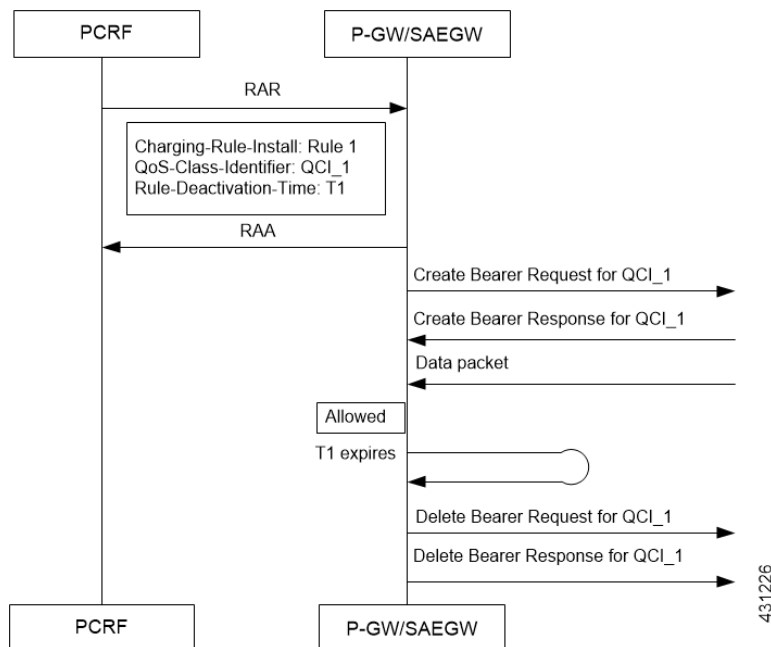 PCRF
P-GW/SAEGW
RAR
Charging-Rule-Install: Rule 1
QoS-Class-Identifier: QCI_1
Rule-Deactivation-Time: T1
RAA
Create Bearer Request for QCI_1
Create Bearer Response for QCI_1
Data packet
Allowed
T1 expires
Delete Bearer Request for QCI_1
Delete Bearer Response for QCI_1
PCRF
P-GW/SAEGW
431226